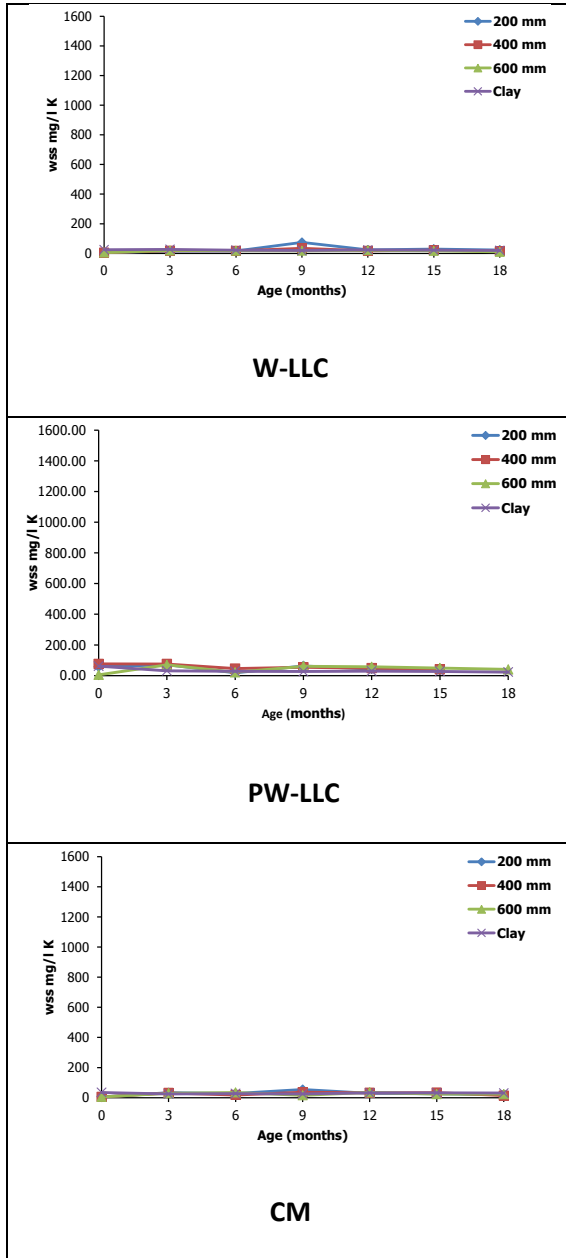 1600
1400
1200
1000
800
600
400
200
0
wss mg/l K
0 3 6 9 12 15 18
Age (months)
200 mm
400 mm
600 mm
Clay
W-LLC
1600.00
1400.00
1200.00
1000.00
800.00
600.00
400.00
200.00
0.00
wss mg/l K
0 3 6 9 12 15 18
Age (months)
200 mm
400 mm
600 mm
Clay
PW-LLC
1600
1400
1200
1000
800
600
400
200
0
wss mg/l K
0 3 6 9 12 15 18
Age (months)
200 mm
400 mm
600 mm
Clay
CM